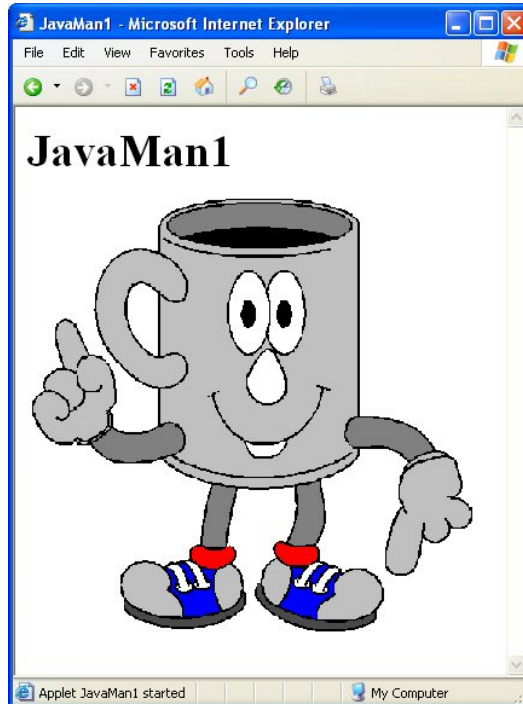 JavaMan1 - Microsoft Internet Explorer
File Edit View Favorites Tools Help
JavaMan1
Applet JavaMan1 started
My Computer